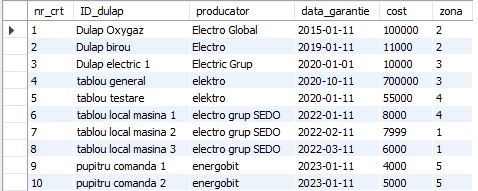 nr_crt ID_dulap producator data_garantie cost zona
1 Dulap Oxygaz Electro Global 2015-01-11 100000 2
2 Dulap birou Electro 2019-01-11 11000 2
3 Dulap electric 1 Electric Grup 2020-01-01 10000 3
4 tablou general elektro 2020-10-11 700000 3
5 tablou testare elektro 2020-01-11 55000 4
6 tablou local masina 1 electro grup SEDO 2022-01-11 8000 4
7 tablou local masina 2 electro grup SEDO 2022-02-11 7999 1
8 tablou local masina 3 electro grup SEDO 2022-03-11 6000 1
9 pupitru comanda 1 energobit 2023-01-11 4000 5
10 pupitru comanda 2 energobit 2023-01-11 5000 5